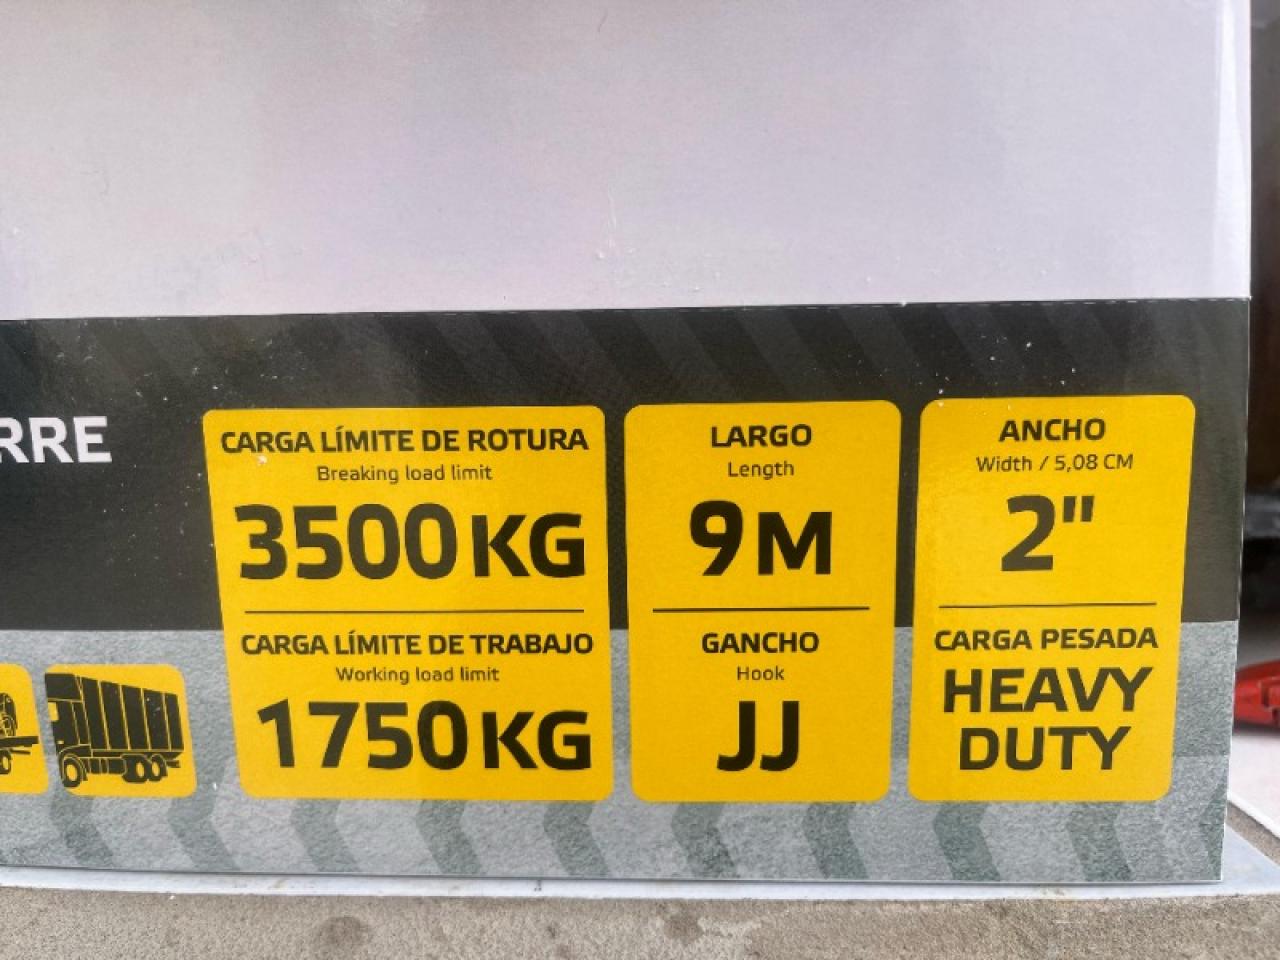 RRE
CARGA LÍMITE DE ROTURA
Breaking load limit
3500 KG
CARGA LÍMITE DE TRABAJO
Working load limit
1750 KG
LARGO
Length
9 M
GANCHO
Hook
JJ
ANCHO
Width / 5,08 CM
2"
CARGA PESADA
HEAVY
DUTY